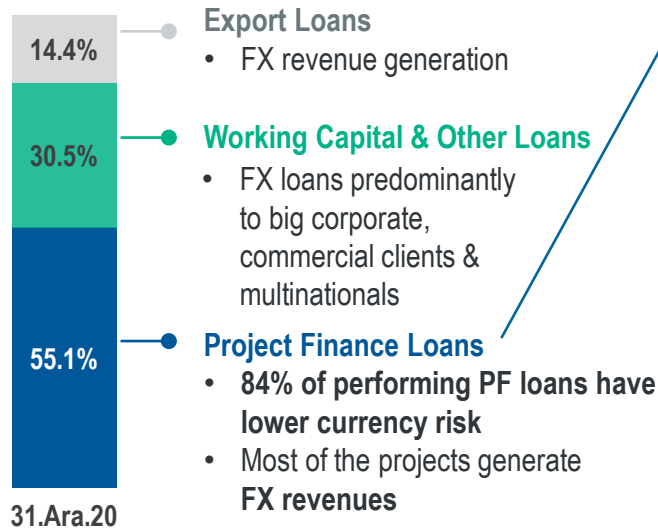 14.4%
Export Loans
• FX revenue generation
30.5%
Working Capital & Other Loans
• FX loans predominantly
to big corporate,
commercial clients &
multinationals
55.1%
Project Finance Loans
• 84% of performing PF loans have
lower currency risk
• Most of the projects generate
FX revenues
31.Ara.20